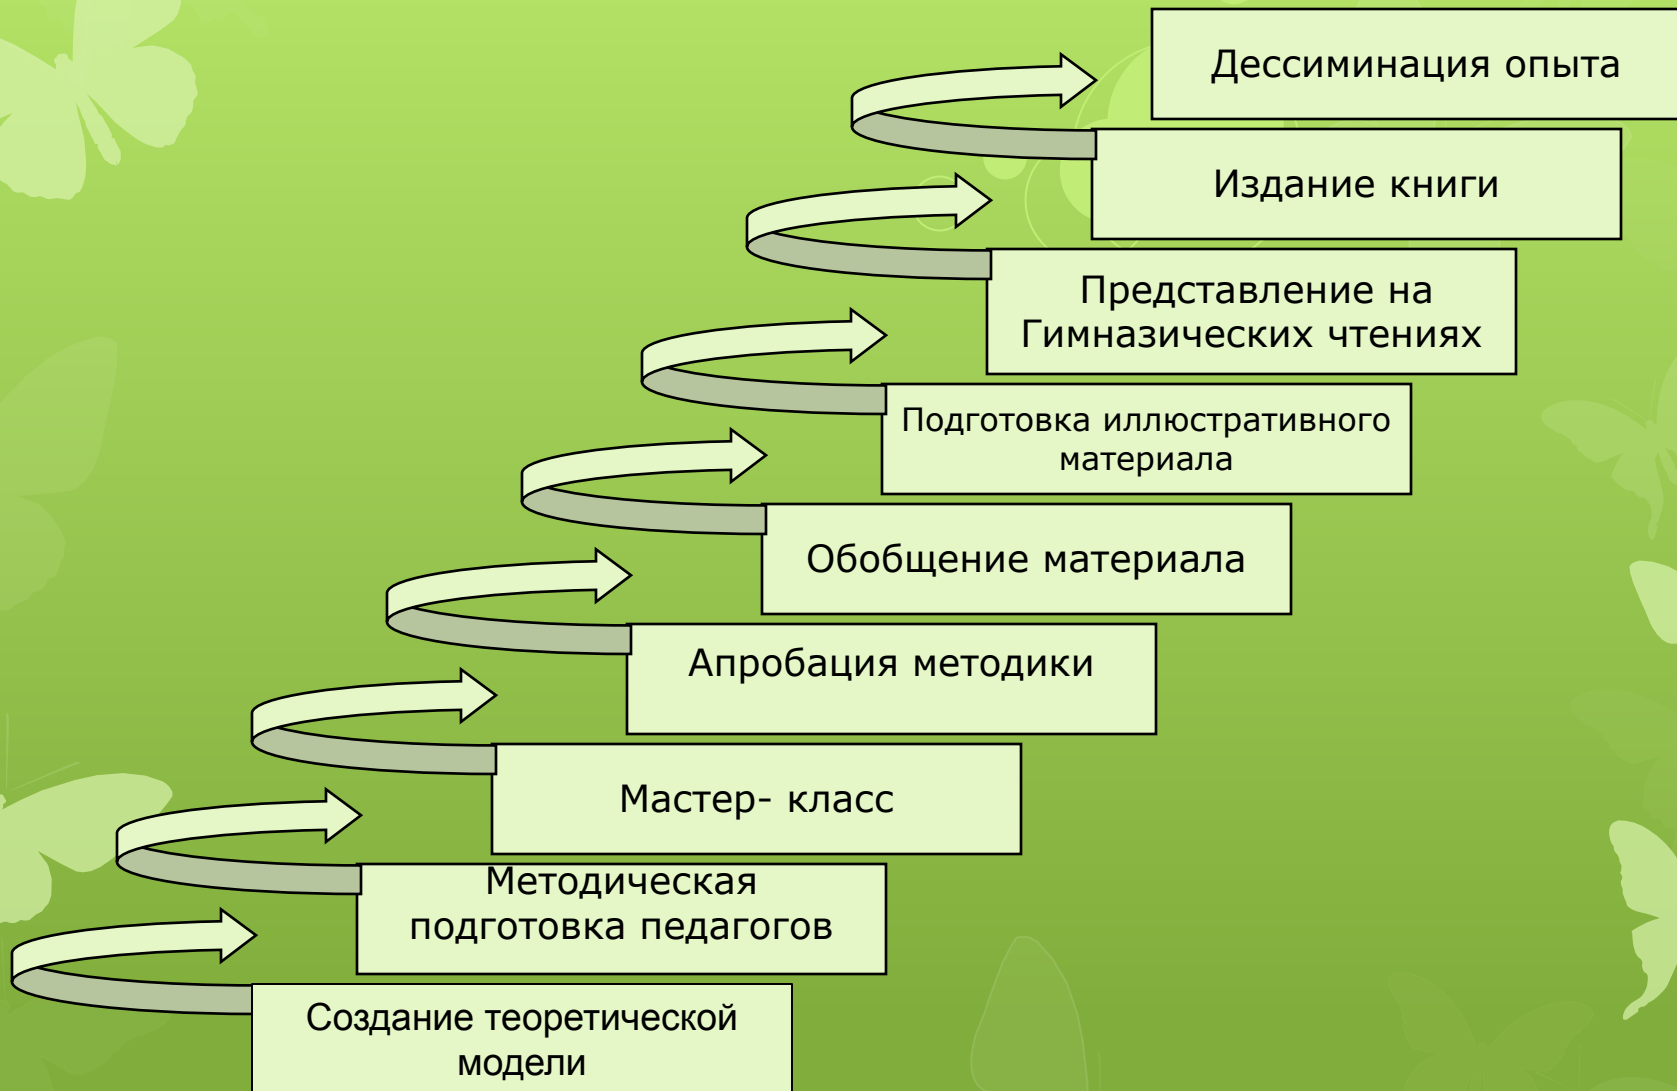 Дессиминация опыта
Издание книги
Представление на
Гимназических чтениях
Подготовка иллюстративного
материала
Обобщение материала
Апробация методики
Мастер- класс
Методическая
подготовка педагогов
Создание теоретической
модели